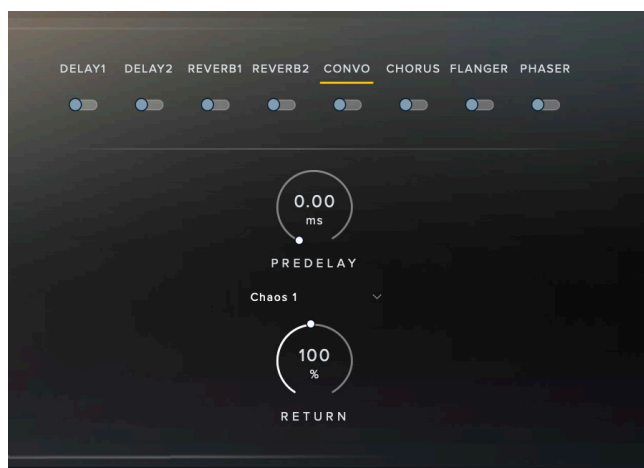 DELAY1 DELAY2 REVERB1 REVERB2 CONVO CHORUS FLANGER PHASER
0.00
ms
PREDELAY
Chaos 1
100
%
RETURN